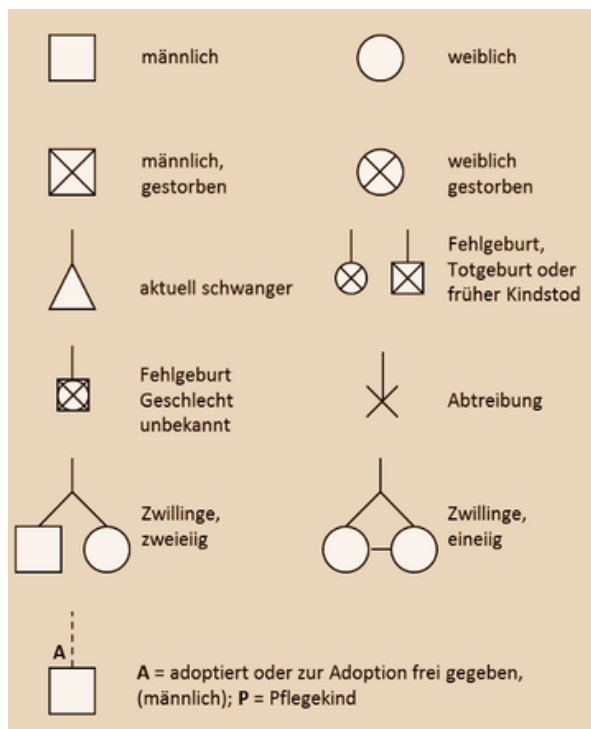 männlich
weiblich
männlich,
gestorben
weiblich
gestorben
aktuell schwanger
Fehlgeburt,
Totgeburt oder
früher Kindstod
Fehlgeburt
Geschlecht
unbekannt
Abtreibung
Zwillinge,
zweieiig
Zwillinge,
eineiig
A
A = adoptiert oder zur Adoption frei gegeben,
(männlich); P = Pflegekind